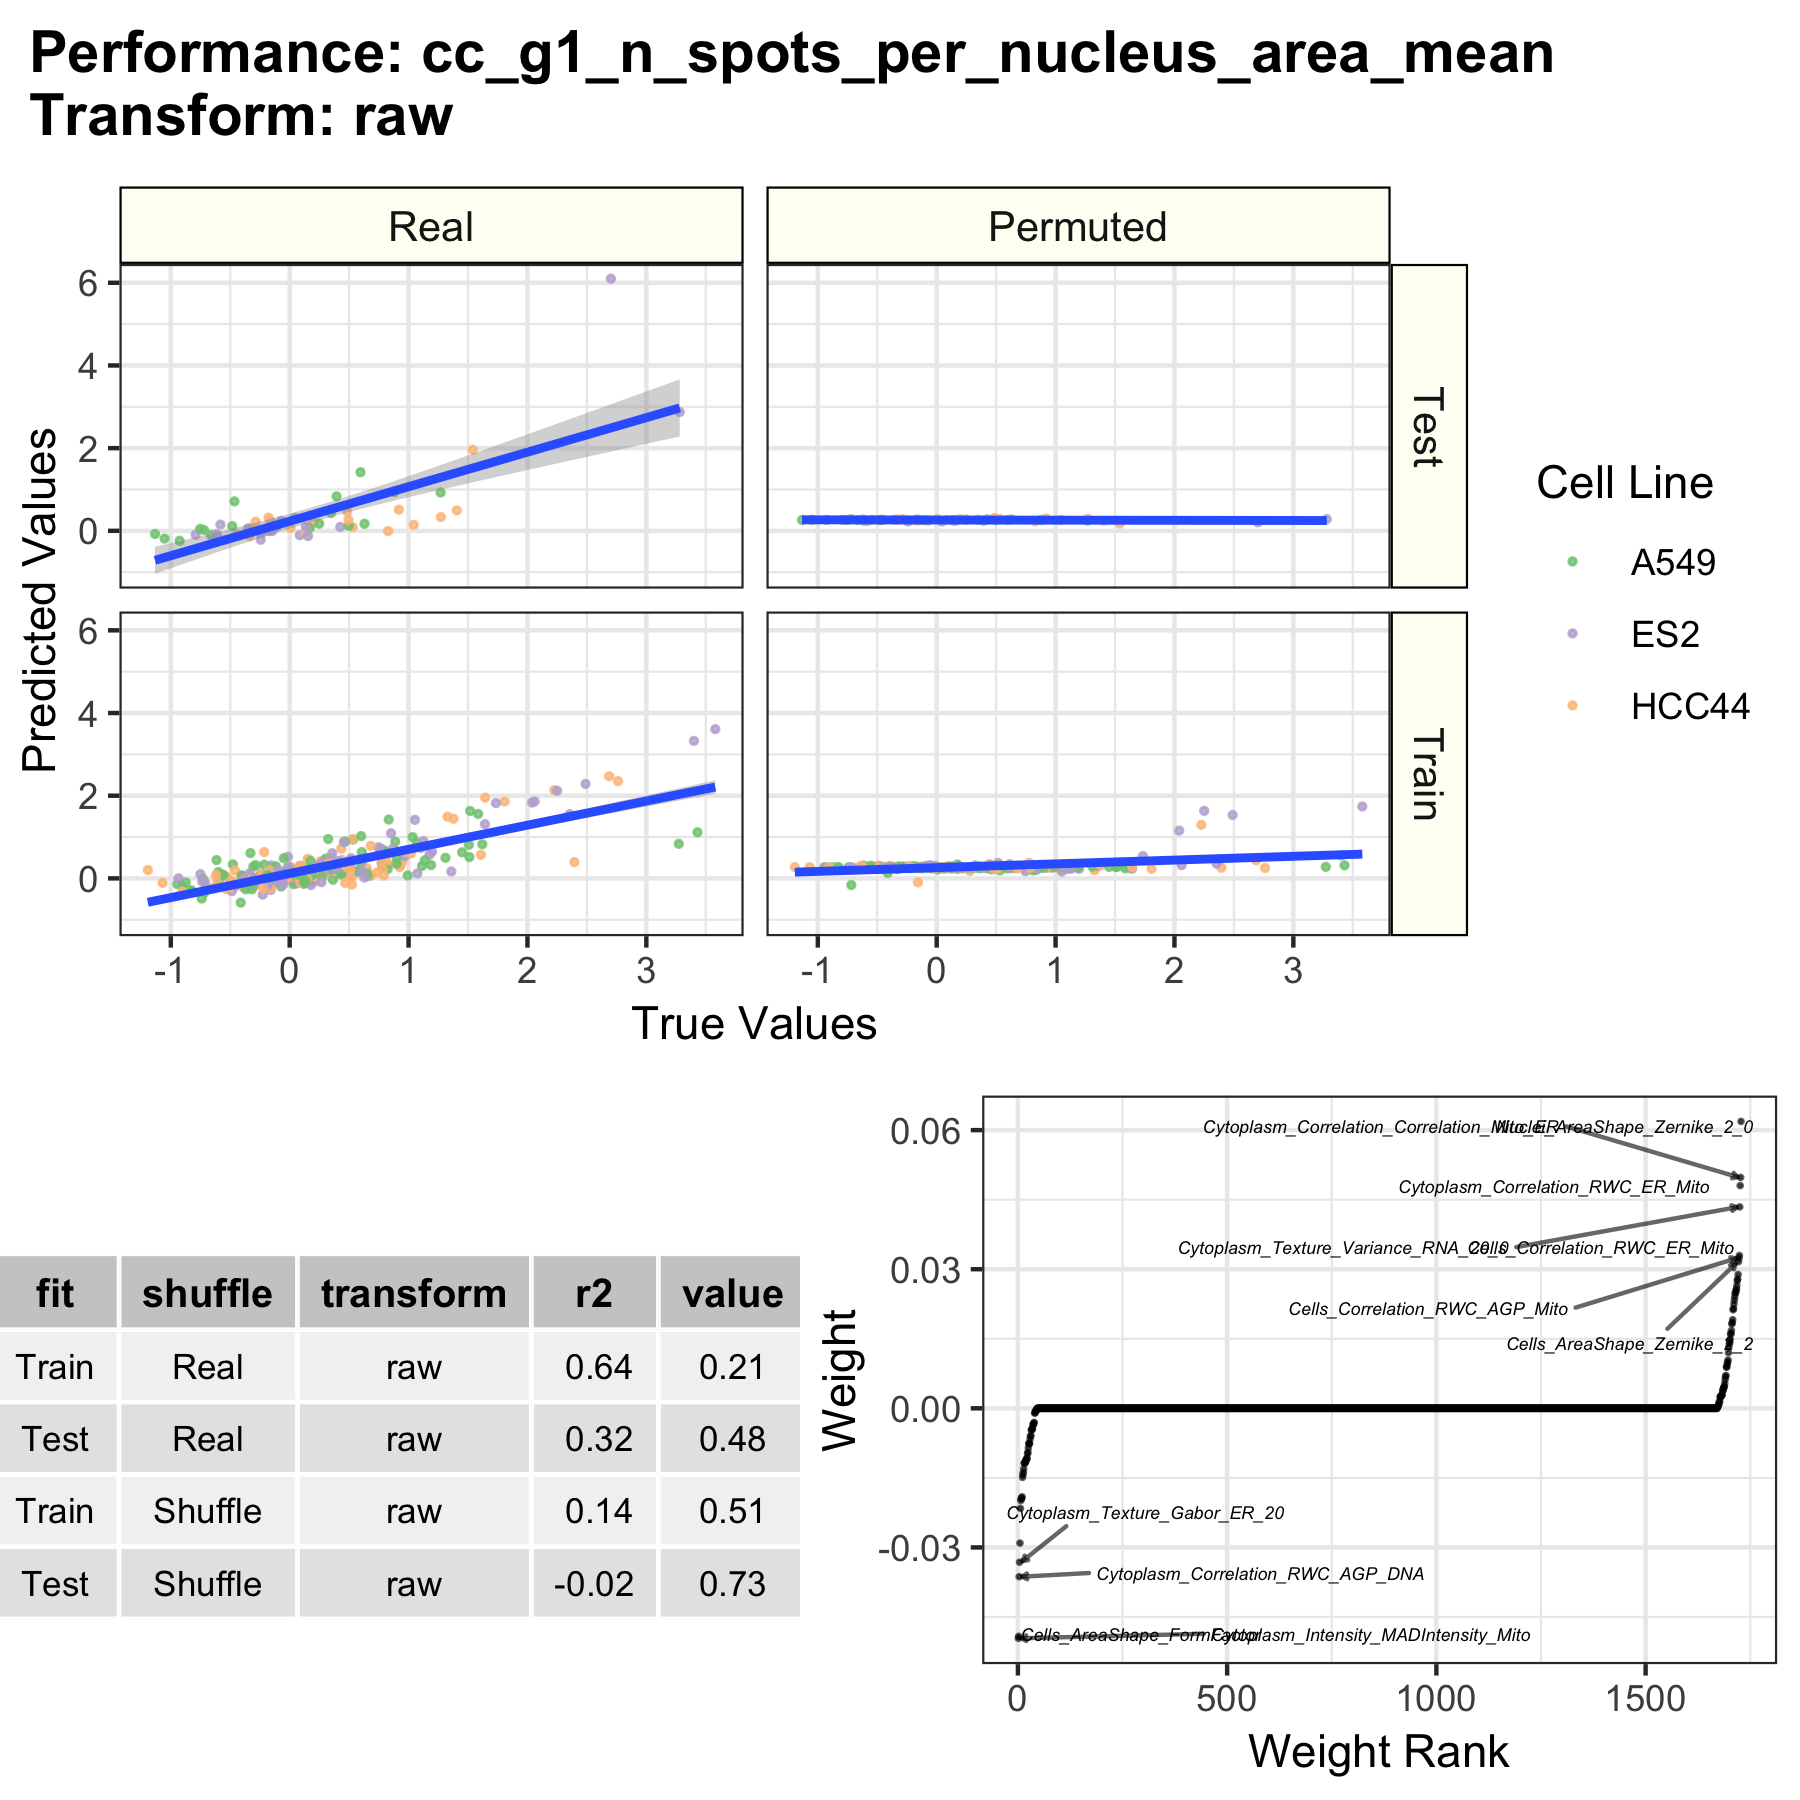 Performance: cc_g1_n_spots_per_nucleus_area_mean
Transform: raw
Real
Permuted
6
4
2
0
Test
6
4
2
0
Train
Predicted Values
-1
0
1
2
3
-1
0
1
2
3
True Values
Cell Line
A549
ES2
HCC44
fit shuffle transform r2 value
Train Real raw 0.64 0.21
Test Real raw 0.32 0.48
Train Shuffle raw 0.14 0.51
Test Shuffle raw -0.02 0.73
Weight
0.06
0.03
0.00
-0.03
Cytoplasm_Correlation_Correlation_Mito_ER
Nuclei_AreaShape_Zernike_2_0
Cytoplasm_Correlation_RWC_ER_Mito
Cytoplasm_Texture_Variance_RNA_20_0
Cells_Correlation_RWC_ER_Mito
Cells_Correlation_RWC_AGP_Mito
Cytoplasm_Texture_Gabor_ER_20
Cytoplasm_Correlation_RWC_AGP_DNA
Cells_AreaShape_FormFactor
Cytoplasm_Intensity_MADIntensity_Mito
0
500
1000
1500
Weight Rank